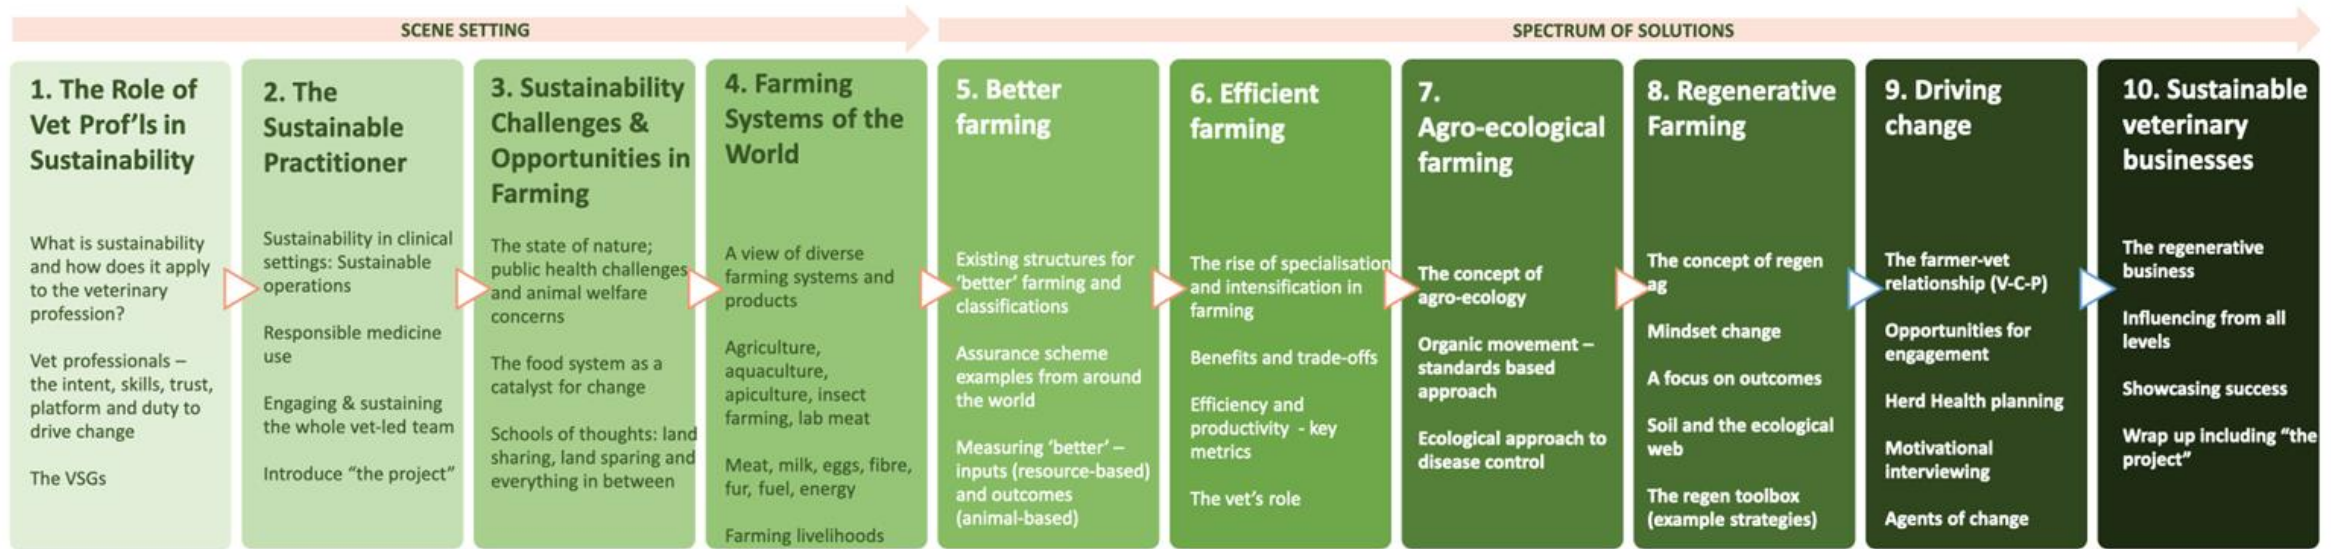 SCENE SETTING
SPECTRUM OF SOLUTIONS
1. The Role of
Vet Prof’ls in
Sustainability
What is sustainability
and how does it apply
to the veterinary
profession?
Vet professionals –
the intent, skills, trust,
platform and duty to
drive change
The VSGs
2. The
Sustainable
Practitioner
Sustainability in clinical
settings: Sustainable
operations
Responsible medicine
use
Engaging & sustaining
the whole vet-led team
Introduce “the project”
3. Sustainability
Challenges &
Opportunities in
Farming
The state of nature;
public health challenges
and animal welfare
concerns
The food system as a
catalyst for change
Schools of thoughts: land
sharing, land sparing and
everything in between
4. Farming
Systems of the
World
A view of diverse
farming systems and
products
Agriculture,
aquaculture,
apiculture, insect
farming, lab meat
Meat, milk, eggs, fibre,
fur, fuel, energy
Farming livelihoods
5. Better
farming
Existing structures for
‘better’ farming and
classifications
Assurance scheme
examples from around
the world
Measuring ‘better’ –
inputs (resource-based)
and outcomes
(animal-based)
6. Efficient
farming
The rise of specialisation
and intensification in
farming
Benefits and trade-offs
Efficiency and
productivity - key
metrics
The vet’s role
7.
Agro-ecological
farming
The concept of
agro-ecology
Organic movement –
standards based
approach
Ecological approach to
disease control
8. Regenerative
Farming
The concept of regen
ag
Mindset change
A focus on outcomes
Soil and the ecological
web
The regen toolbox
(example strategies)
9. Driving
change
The farmer-vet
relationship (V-C-P)
Opportunities for
engagement
Herd Health planning
Motivational
interviewing
Agents of change
10. Sustainable
veterinary
businesses
The regenerative
business
Influencing from all
levels
Showcasing success
Wrap up including “the
project”